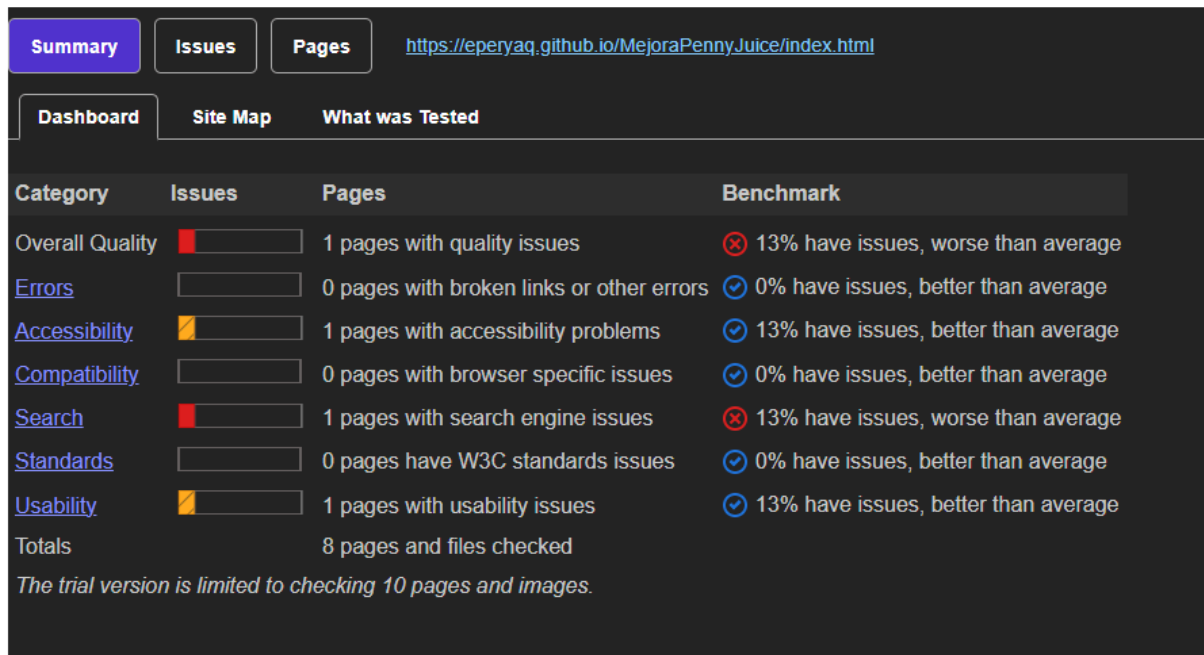 Summary Issues Pages https://eperyaq.github.io/MejoraPennyJuice/index.html
Dashboard Site Map What was Tested
Category Issues Pages Benchmark
Overall Quality 1 pages with quality issues 13% have issues, worse than average
Errors 0 pages with broken links or other errors 0% have issues, better than average
Accessibility 1 pages with accessibility problems 13% have issues, better than average
Compatibility 0 pages with browser specific issues 0% have issues, better than average
Search 1 pages with search engine issues 13% have issues, worse than average
Standards 0 pages have W3C standards issues 0% have issues, better than average
Usability 1 pages with usability issues 13% have issues, better than average
Totals 8 pages and files checked
The trial version is limited to checking 10 pages and images.